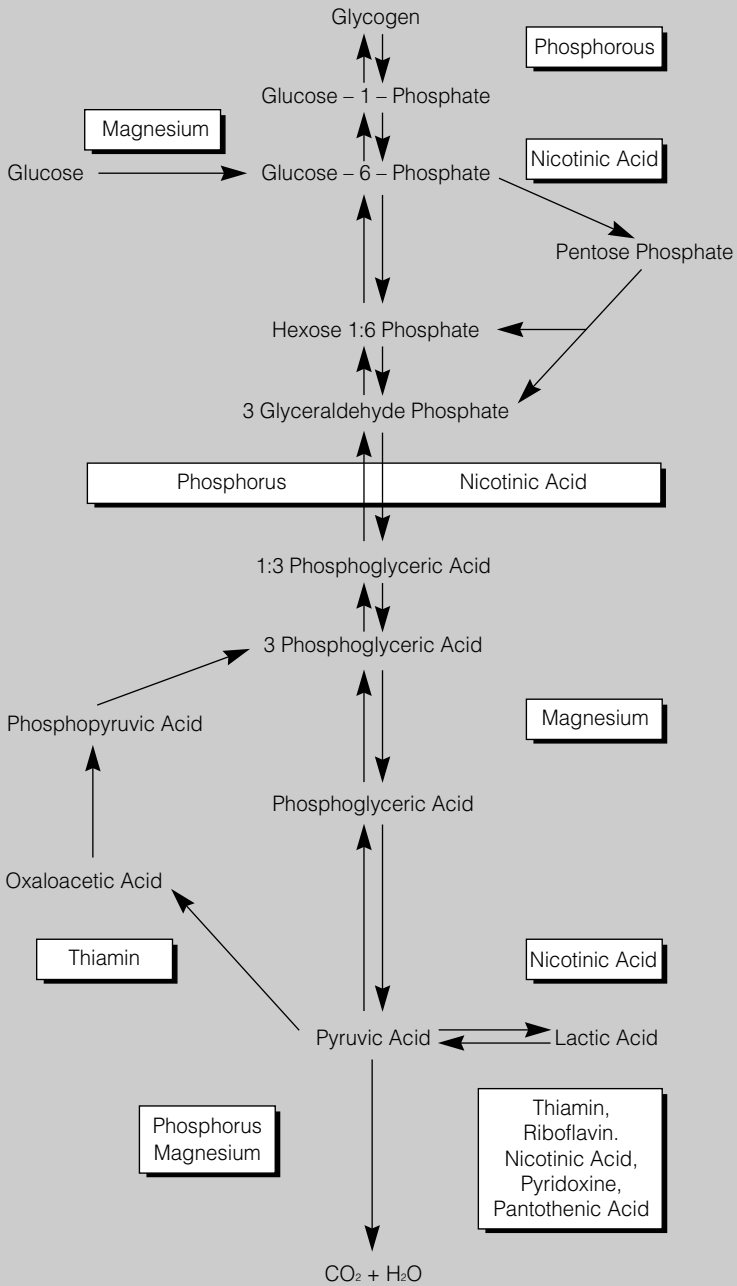 Glycogen
Phosphorous
Glucose – 1 – Phosphate
Magnesium
Nicotinic Acid
Glucose
Glucose – 6 – Phosphate
Pentose Phosphate
Hexose 1:6 Phosphate
3 Glyceraldehyde Phosphate
Phosphorus
Nicotinic Acid
1:3 Phosphoglyceric Acid
3 Phosphoglyceric Acid
Phosphopyruvic Acid
Magnesium
Phosphoglyceric Acid
Oxaloacetic Acid
Thiamin
Nicotinic Acid
Pyruvic Acid
Lactic Acid
Phosphorus
Magnesium
Thiamin,
Riboflavin.
Nicotinic Acid,
Pyridoxine,
Pantothenic Acid
CO₂ + H₂O